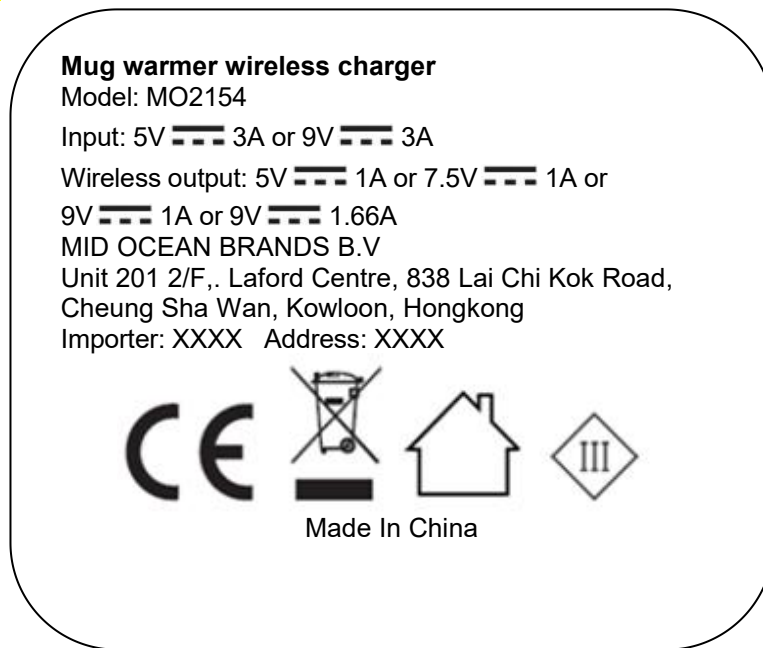 Mug warmer wireless charger
Model: MO2154
Input: 5V ⎓ 3A or 9V ⎓ 3A
Wireless output: 5V ⎓ 1A or 7.5V ⎓ 1A or
9V ⎓ 1A or 9V ⎓ 1.66A
MID OCEAN BRANDS B.V
Unit 201 2/F,. Laford Centre, 838 Lai Chi Kok Road,
Cheung Sha Wan, Kowloon, Hongkong
Importer: XXXX   Address: XXXX
CE III
Made In China